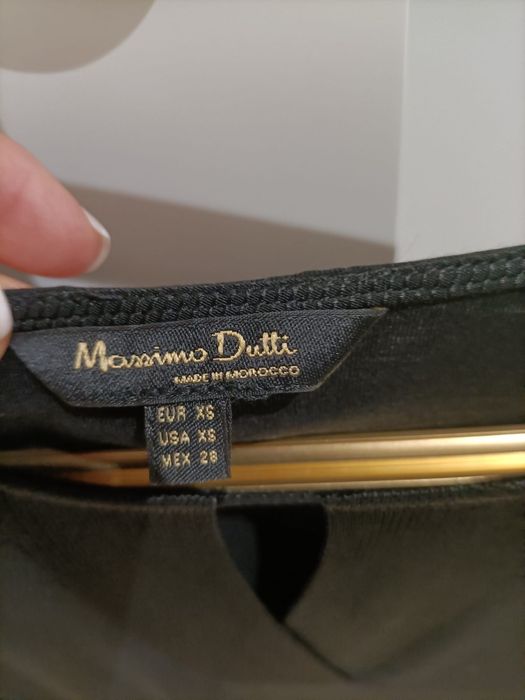 Massimo Dutti
MADE IN MOROCCO
EUR XS
USA XS
MEX 28